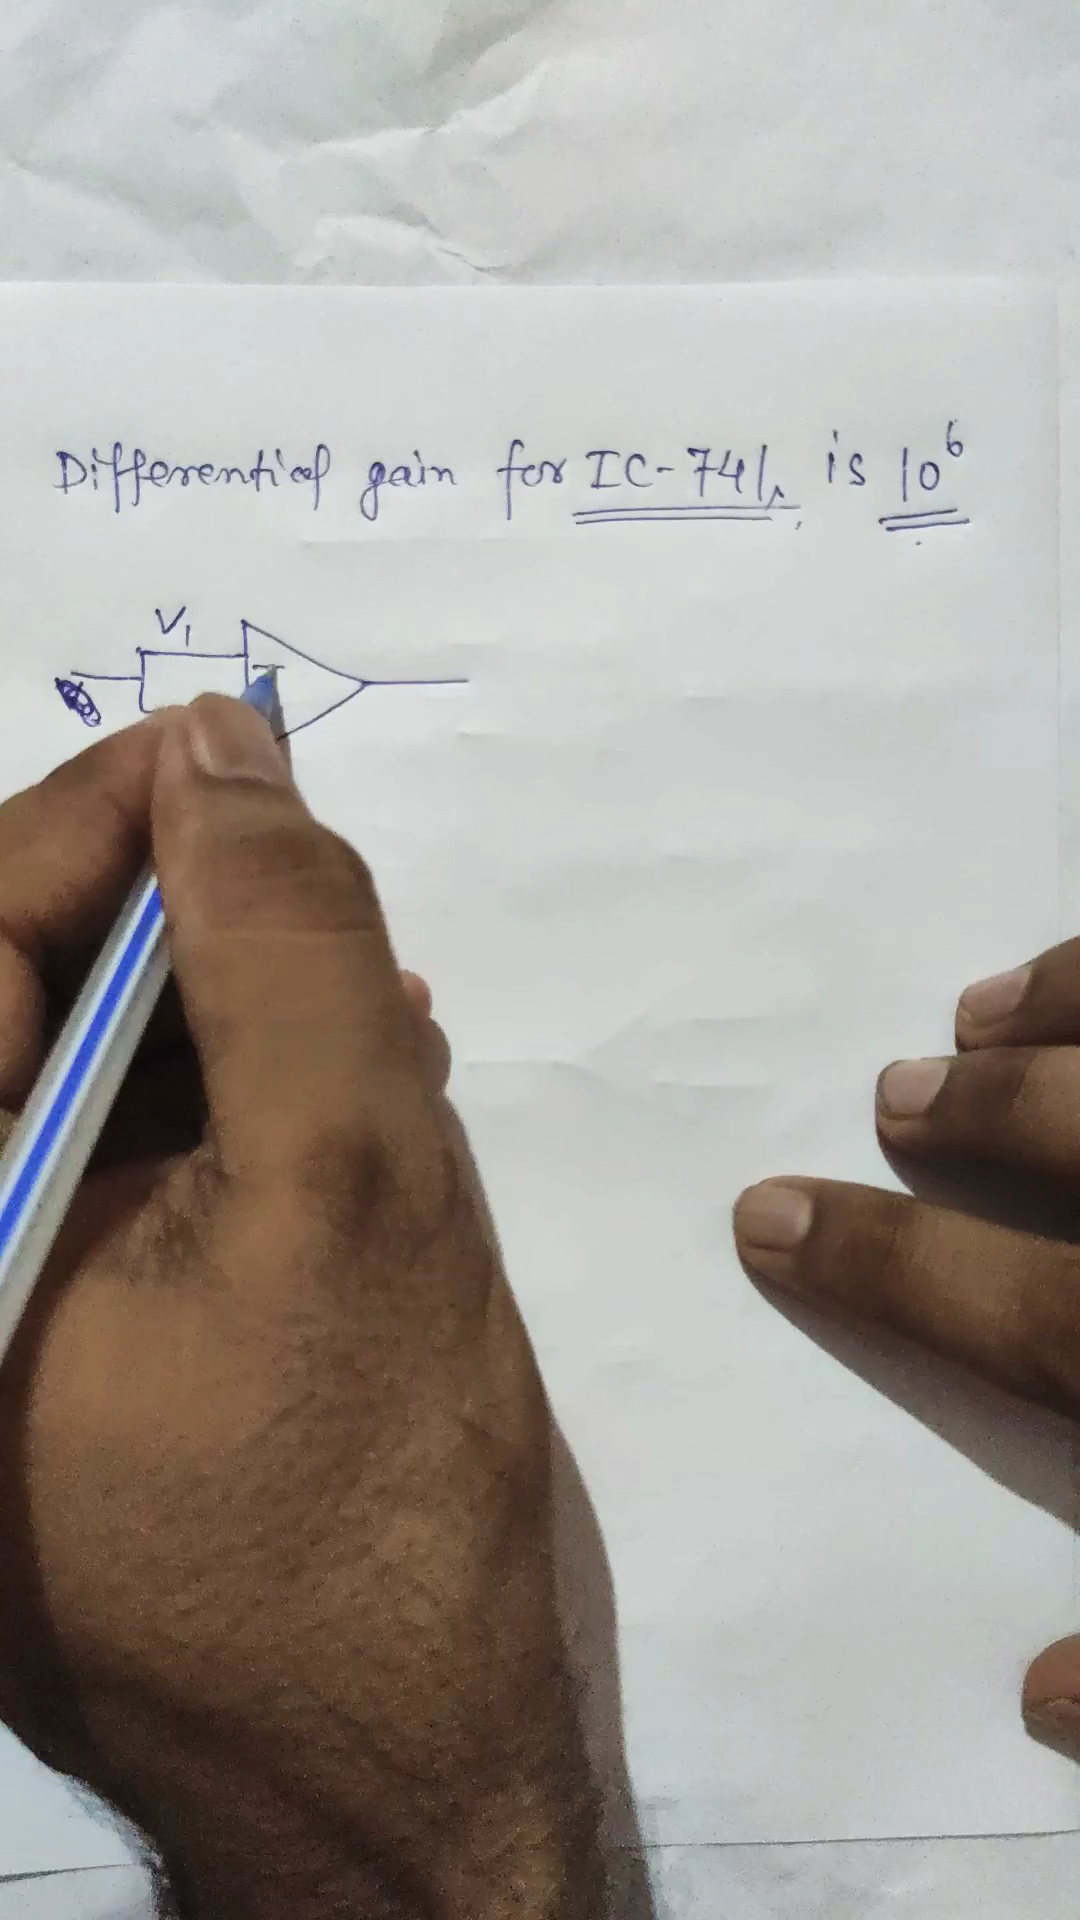 Differential gain for IC-741, is 10⁶
V₁
-